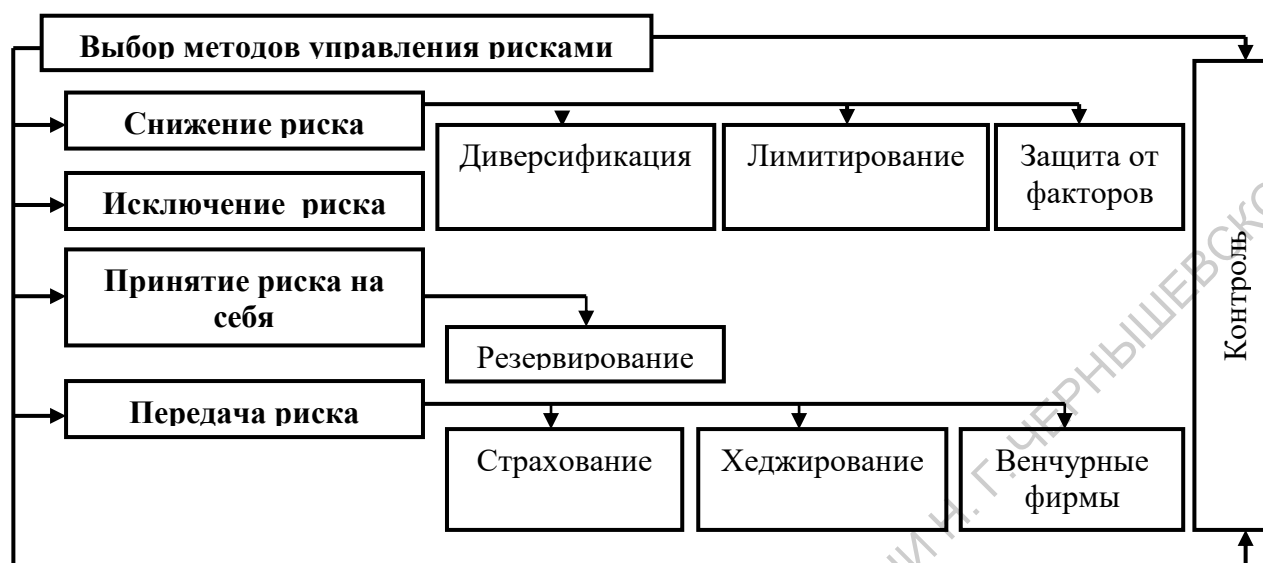 Выбор методов управления рисками
Снижение риска
Диверсификация
Лимитирование
Защита от
факторов
Исключение риска
Принятие риска на
себя
Резервирование
Передача риска
Страхование
Хеджирование
Венчурные
фирмы
Контроль
Н. Г. ЧЕРНЫШЕВСКО